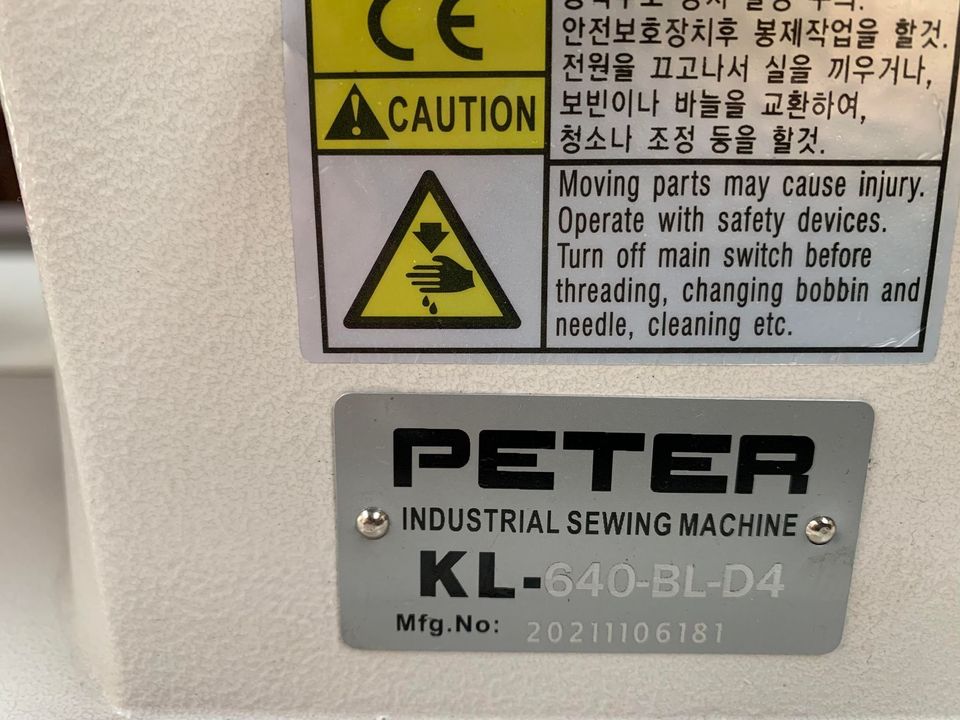 CE
안전보호장치후 봉제작업을 할것.
전원을 끄고나서 실을 끼우거나,
보빈이나 바늘을 교환하여,
청소나 조정 등을 할것.
CAUTION
Moving parts may cause injury.
Operate with safety devices.
Turn off main switch before
threading, changing bobbin and
needle, cleaning etc.
PETER
INDUSTRIAL SEWING MACHINE
KL-640-BL-D4
Mfg.No: 20211106181